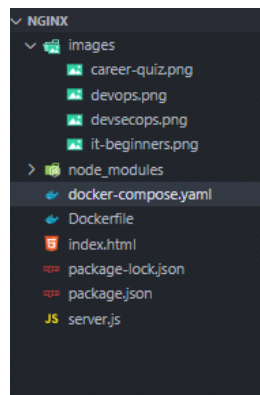 NGINX
images
career-quiz.png
devops.png
devsecops.png
it-beginners.png
node_modules
docker-compose.yaml
Dockerfile
index.html
package-lock.json
package.json
JS server.js